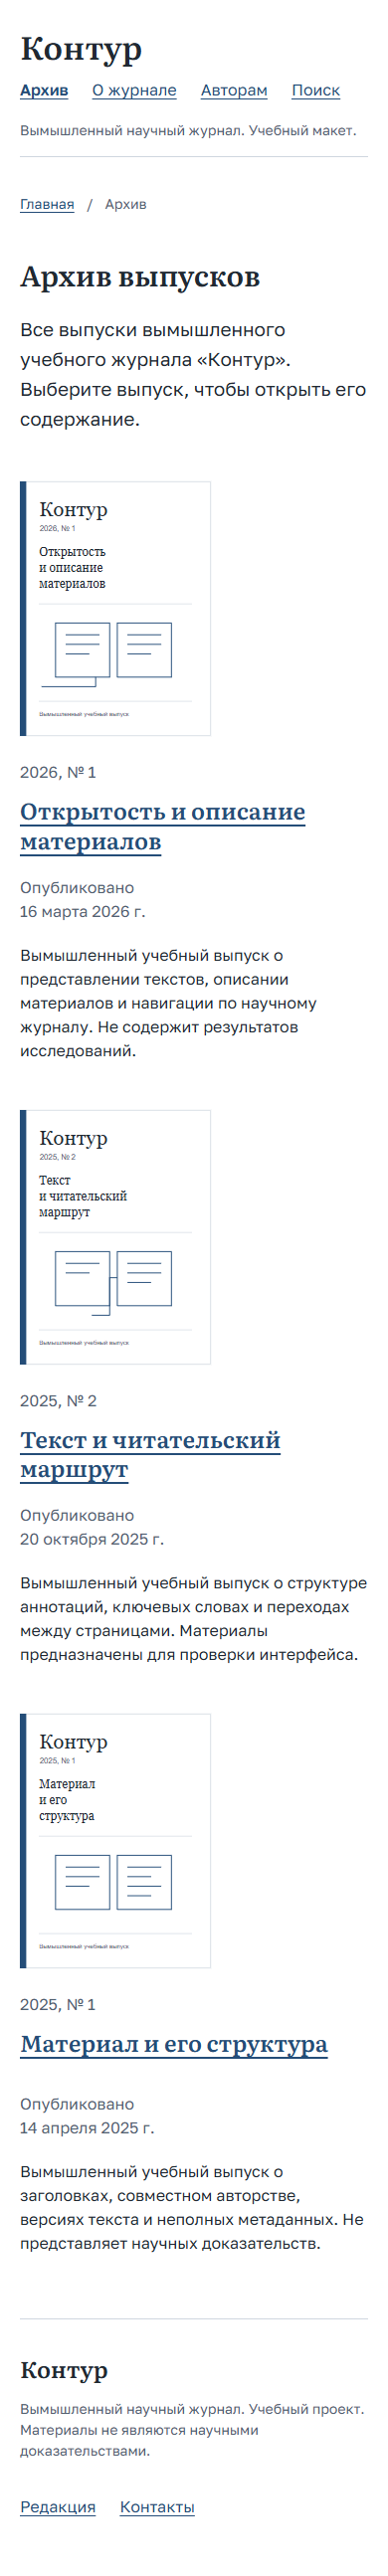 Контур
Архив О журнале Авторам Поиск
Вымышленный научный журнал. Учебный макет.
Главная / Архив
Архив выпусков
Все выпуски вымышленного
учебного журнала «Контур».
Выберите выпуск, чтобы открыть его
содержание.
Контур
2026, № 1
Открытость
и описание
материалов
Вымышленный учебный выпуск
2026, № 1
Открытость и описание
материалов
Опубликовано
16 марта 2026 г.
Вымышленный учебный выпуск о
представлении текстов, описании
материалов и навигации по научному
журналу. Не содержит результатов
исследований.
Контур
2025, № 2
Текст
и читательский
маршрут
Вымышленный учебный выпуск
2025, № 2
Текст и читательский
маршрут
Опубликовано
20 октября 2025 г.
Вымышленный учебный выпуск о структуре
аннотаций, ключевых словах и переходах
между страницами. Материалы
предназначены для проверки интерфейса.
Контур
2025, № 1
Материал
и его
структура
Вымышленный учебный выпуск
2025, № 1
Материал и его структура
Опубликовано
14 апреля 2025 г.
Вымышленный учебный выпуск о
заголовках, совместном авторстве,
версиях текста и неполных метаданных. Не
представляет научных доказательств.
Контур
Вымышленный научный журнал. Учебный проект.
Материалы не являются научными
доказательствами.
Редакция Контакты